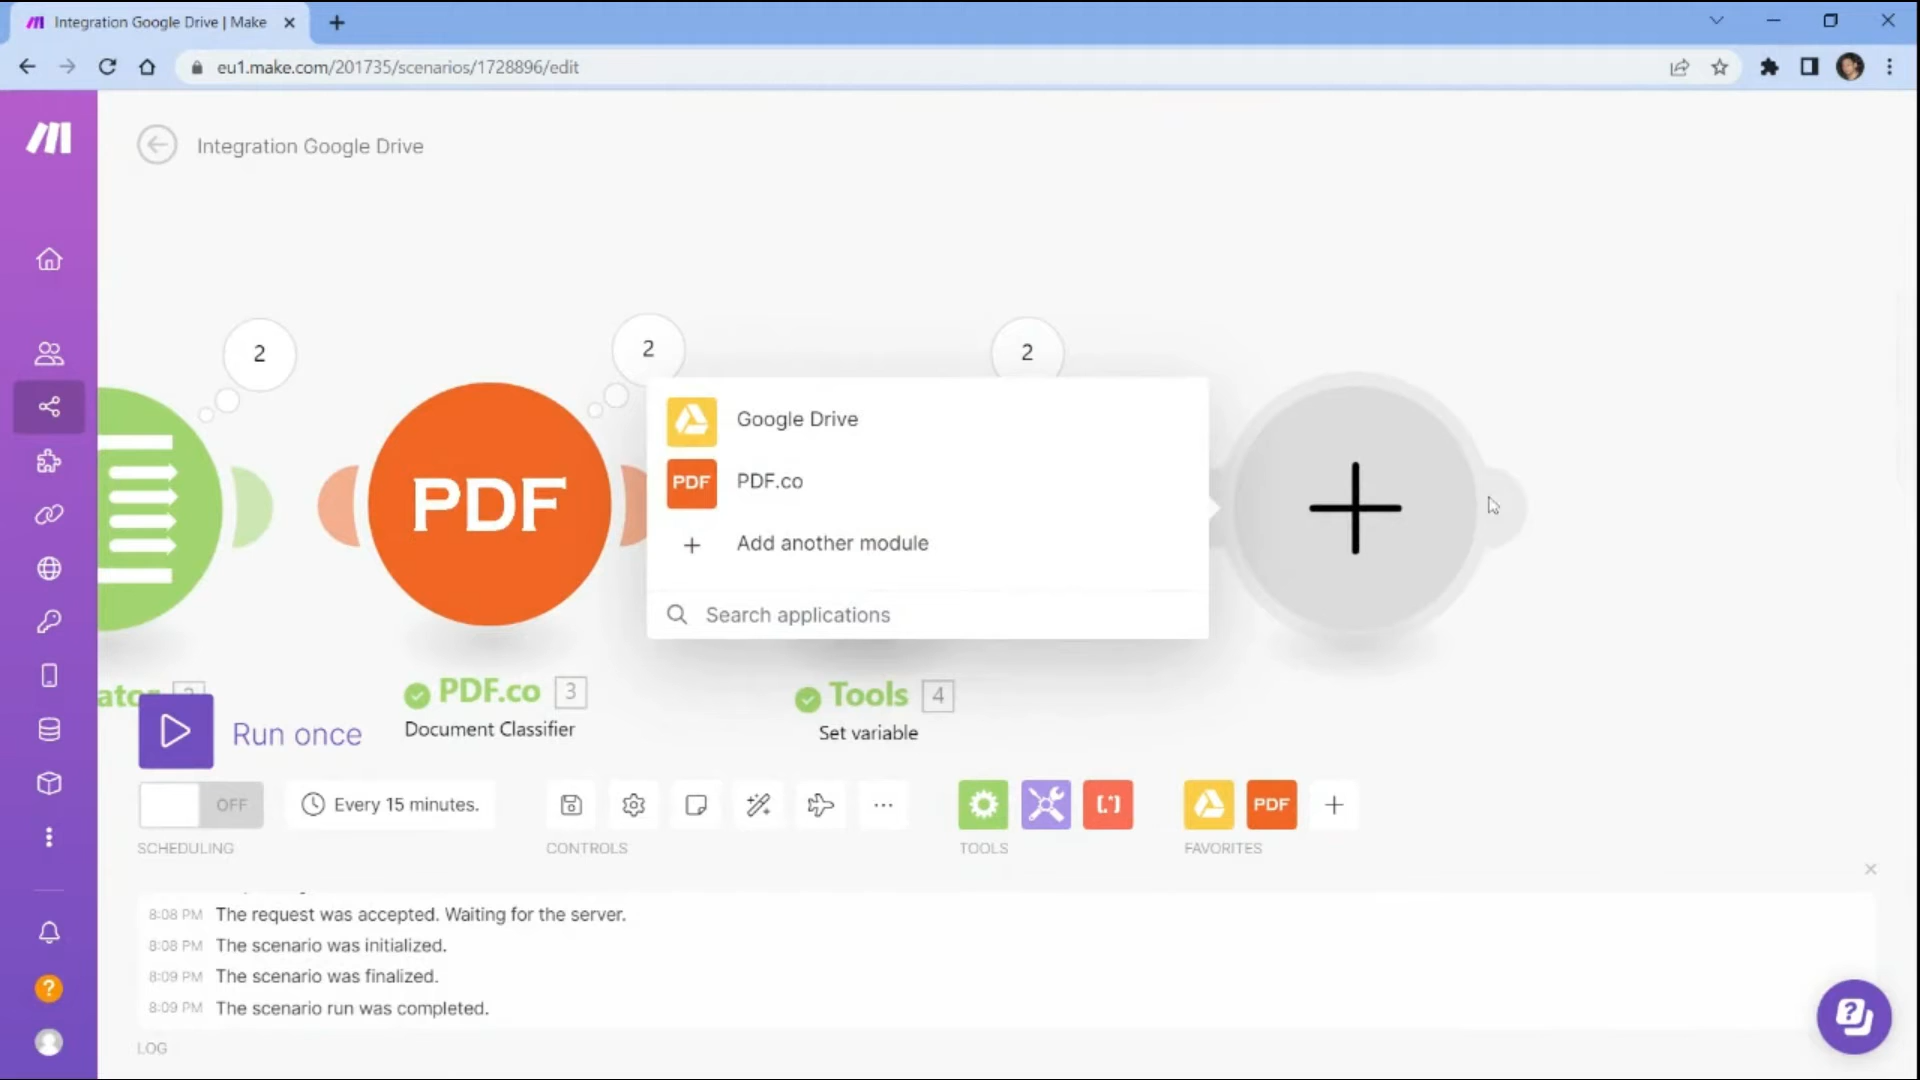 Integration Google Drive | Make
eu1.make.com/201735/scenarios/1728896/edit
Integration Google Drive
2
2
2
Google Drive
PDF.co
Add another module
Search applications
PDF
PDF
PDF.co 3
Document Classifier
Tools 4
Set variable
Run once
OFF
Every 15 minutes.
SCHEDULING
CONTROLS
TOOLS
PDF
FAVORITES
8:08 PM The request was accepted. Waiting for the server.
8:08 PM The scenario was initialized.
8:09 PM The scenario was finalized.
8:09 PM The scenario run was completed.
LOG